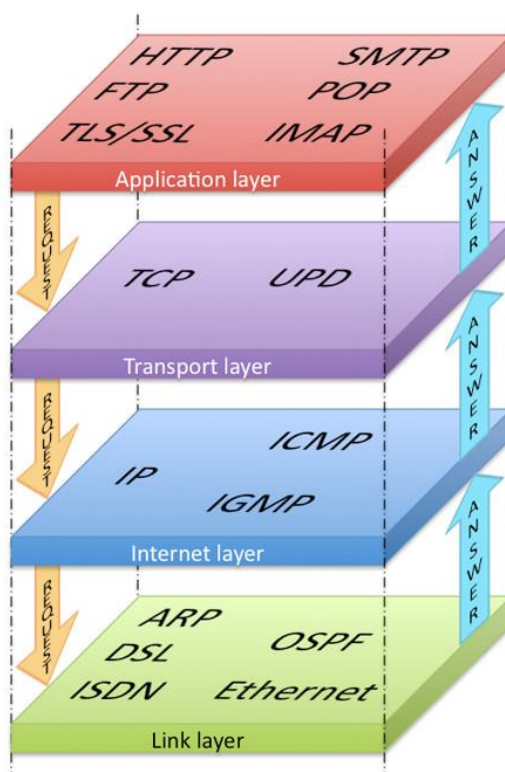 HTTP SMTP
FTP POP
TLS/SSL IMAP
Application layer
REQUEST
ANSWER
TCP UPD
Transport layer
REQUEST
ANSWER
ICMP
IP
IGMP
Internet layer
REQUEST
ANSWER
ARP
OSPF
DSL
ISDN Ethernet
Link layer